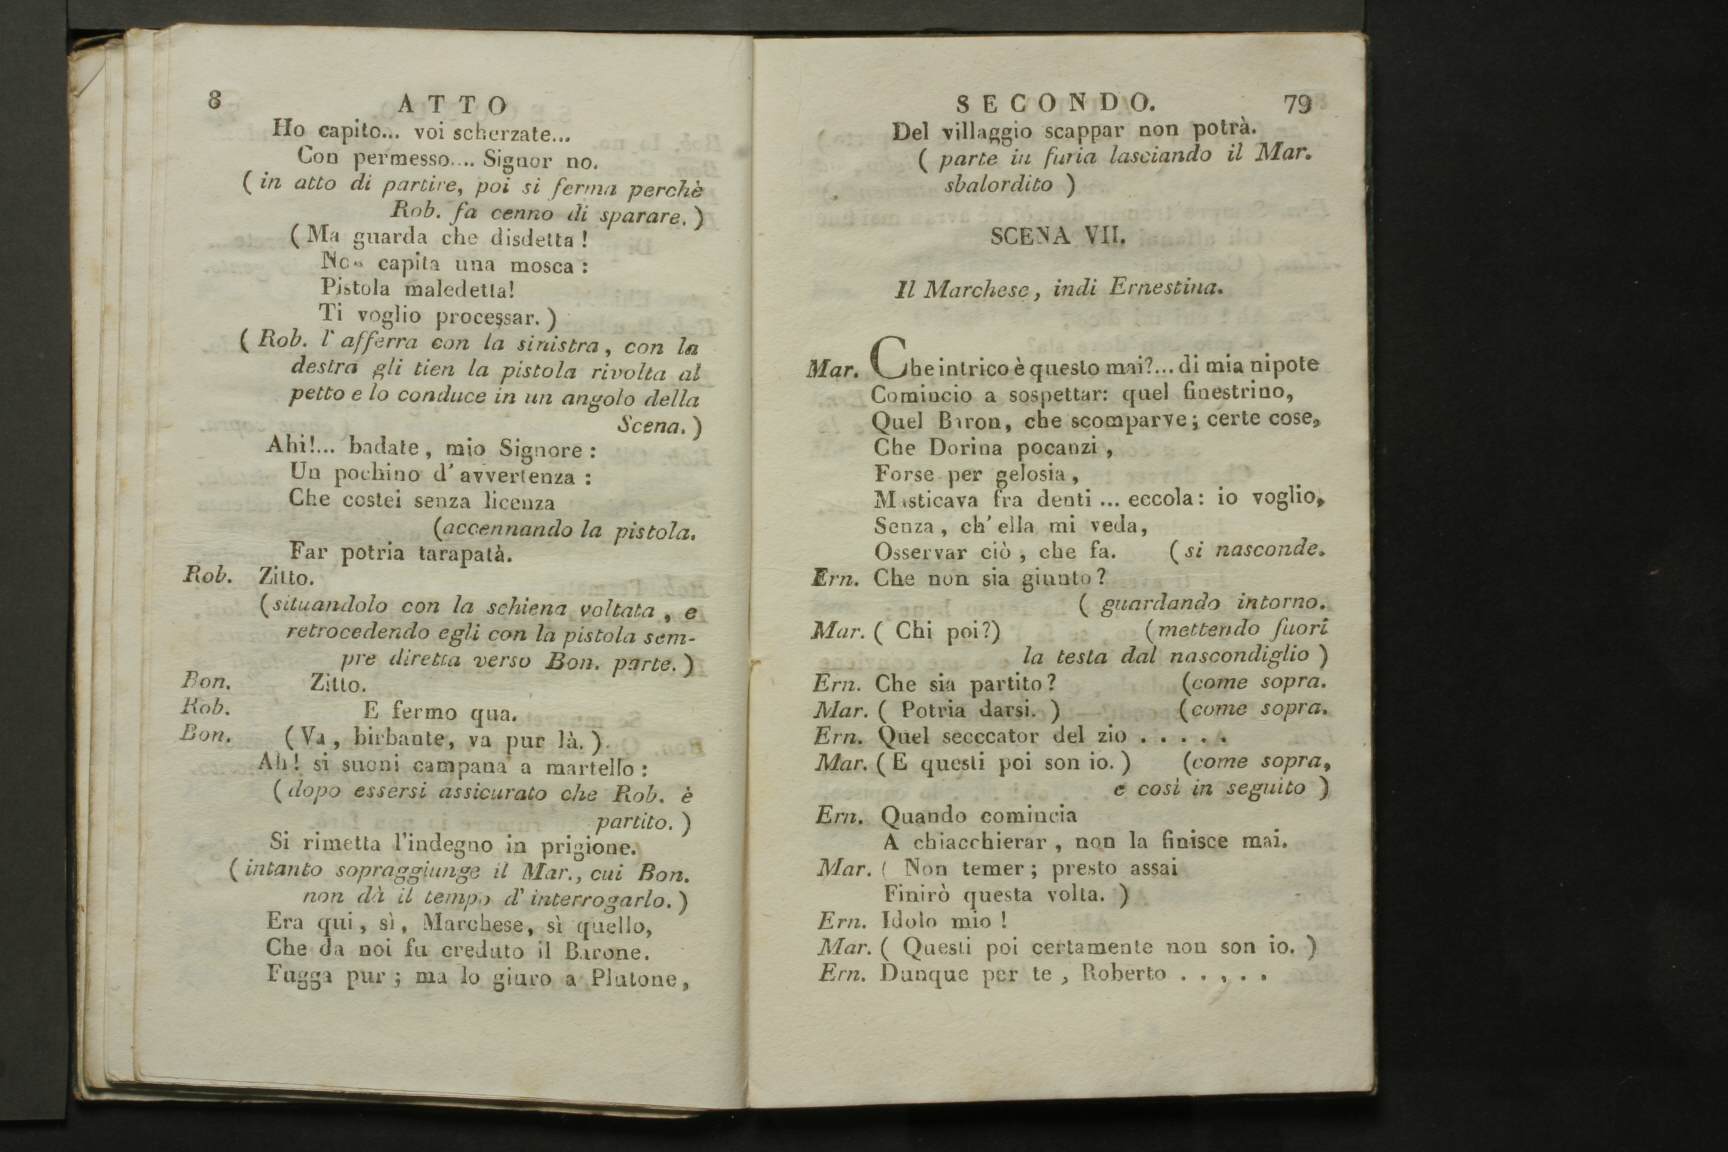 8
ATTO
Ho capito... voi scherzate...
Con permesso.... Signor no.
( in atto di partire, poi si ferma perchè
Rob. fa cenno di sparare. )
( Ma guarda che disdetta !
Non capita una mosca :
Pistola maledetta!
Ti voglio processar. )
( Rob. l'afferra con la sinistra, con la
destra gli tien la pistola rivolta al
petto e lo conduce in un angolo della
Scena. )
Ahi!... badate, mio Signore :
Un pochino d'avvertenza :
Che costei senza licenza
(accennando la pistola.
Far potria tarapatà.
Rob. Zitto.
(situandolo con la schiena voltata, e
retrocedendo egli con la pistola sem-
pre diretta verso Bon. parte. )
Bon. Zitto.
Rob. E fermo qua.
Bon. ( Va, birbante, va pur là. )
Ah! si suoni campana a martello :
( dopo essersi assicurato che Rob. è
partito. )
Si rimetta l'indegno in prigione.
( intanto sopraggiunge il Mar., cui Bon.
non dà il tempo d'interrogarlo. )
Era qui, sì, Marchese, sì quello,
Che da noi fu creduto il Barone.
Fugga pur ; ma lo giuro a Plutone,
SECONDO.
79
Del villaggio scappar non potrà.
( parte in furia lasciando il Mar.
sbalordito )
SCENA VII.
Il Marchese, indi Ernestina.
Mar. Che intrico è questo mai?... di mia nipote
Comincio a sospettar: quel finestrino,
Quel Baron, che scomparve; certe cose,
Che Dorina pocanzi,
Forse per gelosia,
Masticava fra denti ... eccola: io voglio,
Senza, ch'ella mi veda,
Osservar ciò, che fa. ( si nasconde.
Ern. Che non sia giunto?
( guardando intorno.
Mar. ( Chi poi?) (mettendo fuori
la testa dal nascondiglio )
Ern. Che sia partito? (come sopra.
Mar. ( Potria darsi. ) (come sopra.
Ern. Quel secccator del zio . . . . .
Mar. ( E questi poi son io. ) (come sopra,
e così in seguito )
Ern. Quando comincia
A chiacchierar, non la finisce mai.
Mar. ( Non temer; presto assai
Finirò questa volta. )
Ern. Idolo mio !
Mar. ( Questi poi certamente non son io. )
Ern. Dunque per te, Roberto . . , . .